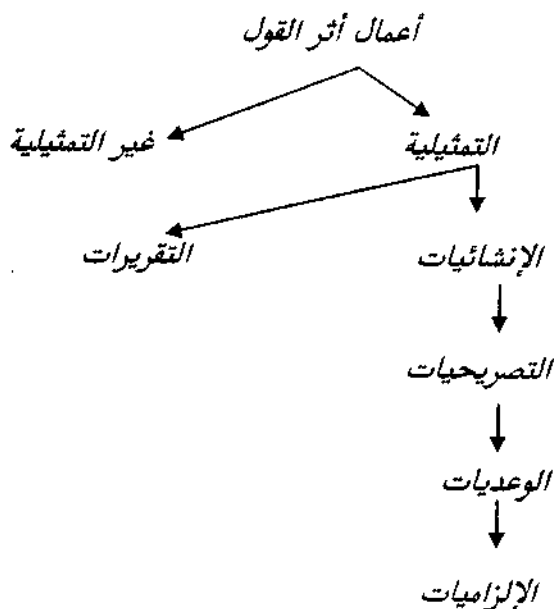 أعمال أثر القول
التمثيلية
غير التمثيلية
الإنشائيات
التقريرات
التصريحيات
الوعديات
الإلزاميات